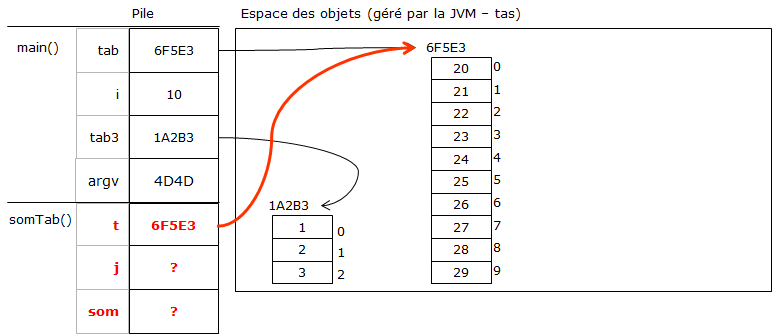 Pile Espace des objets (géré par la JVM – tas)
main() tab 6F5E3 6F5E3
20 0
21 1
i 10
22 2
tab3 1A2B3 23 3
24 4
argv 4D4D 25 5
1A2B3 26 6
somTab() t 6F5E3 1 0 27 7
2 1 28 8
j ? 3 2 29 9
som ?